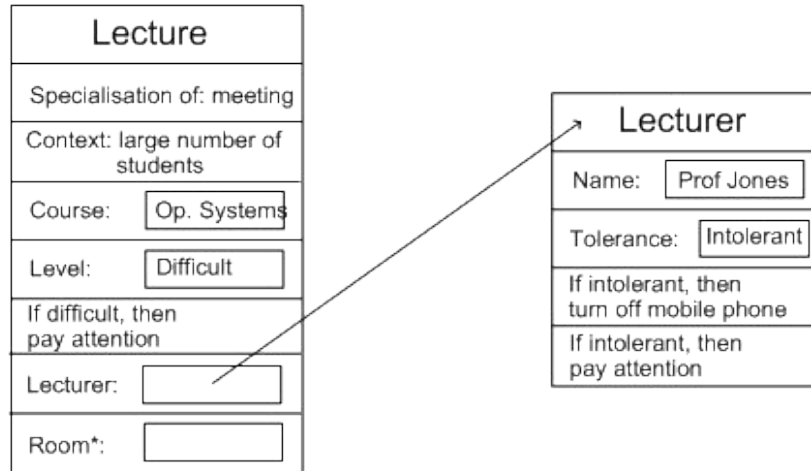 Lecture
Specialisation of: meeting
Context: large number of
students
Course: Op. Systems
Level: Difficult
If difficult, then
pay attention
Lecturer:
Room*:
Lecturer
Name: Prof Jones
Tolerance: Intolerant
If intolerant, then
turn off mobile phone
If intolerant, then
pay attention